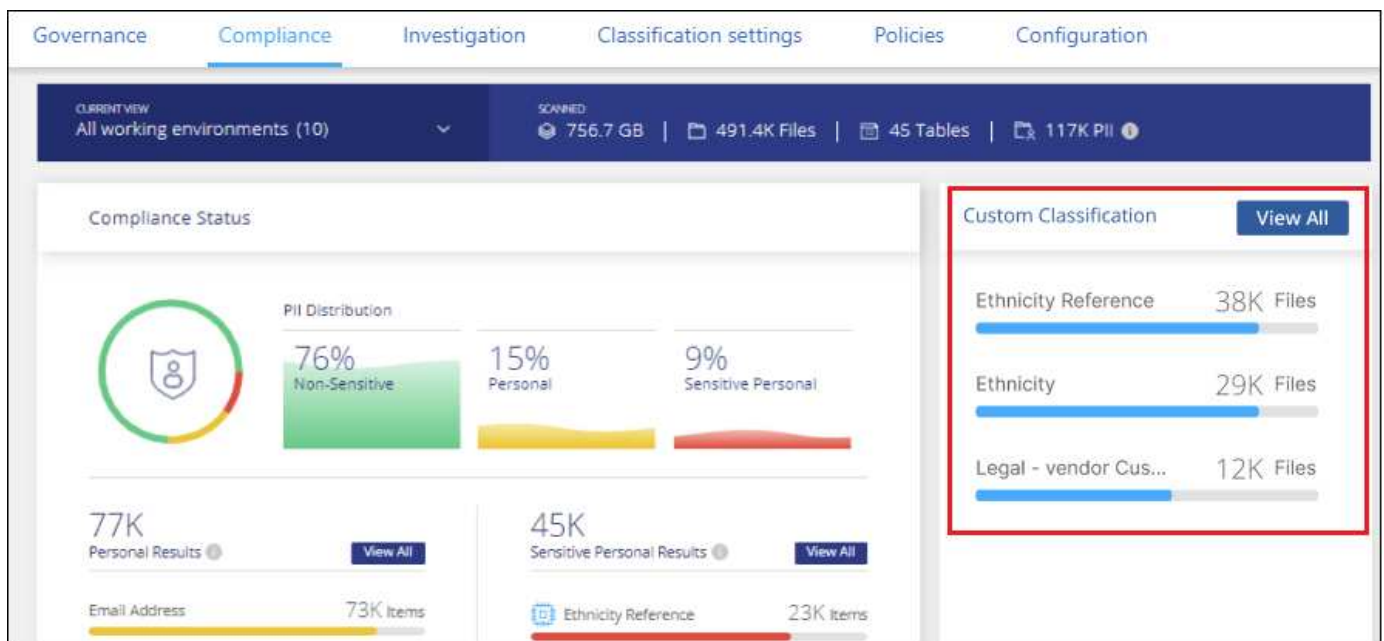 Governance Compliance Investigation Classification settings Policies Configuration
CURRENT VIEW
All working environments (10)
SCANNED
756.7 GB | 491.4K Files | 45 Tables | 117K PII
Compliance Status
PII Distribution
76%
Non-Sensitive
15%
Personal
9%
Sensitive Personal
77K
Personal Results View All
Email Address 73K Items
45K
Sensitive Personal Results View All
Ethnicity Reference 23K Items
Custom Classification View All
Ethnicity Reference 38K Files
Ethnicity 29K Files
Legal - vendor Cus... 12K Files